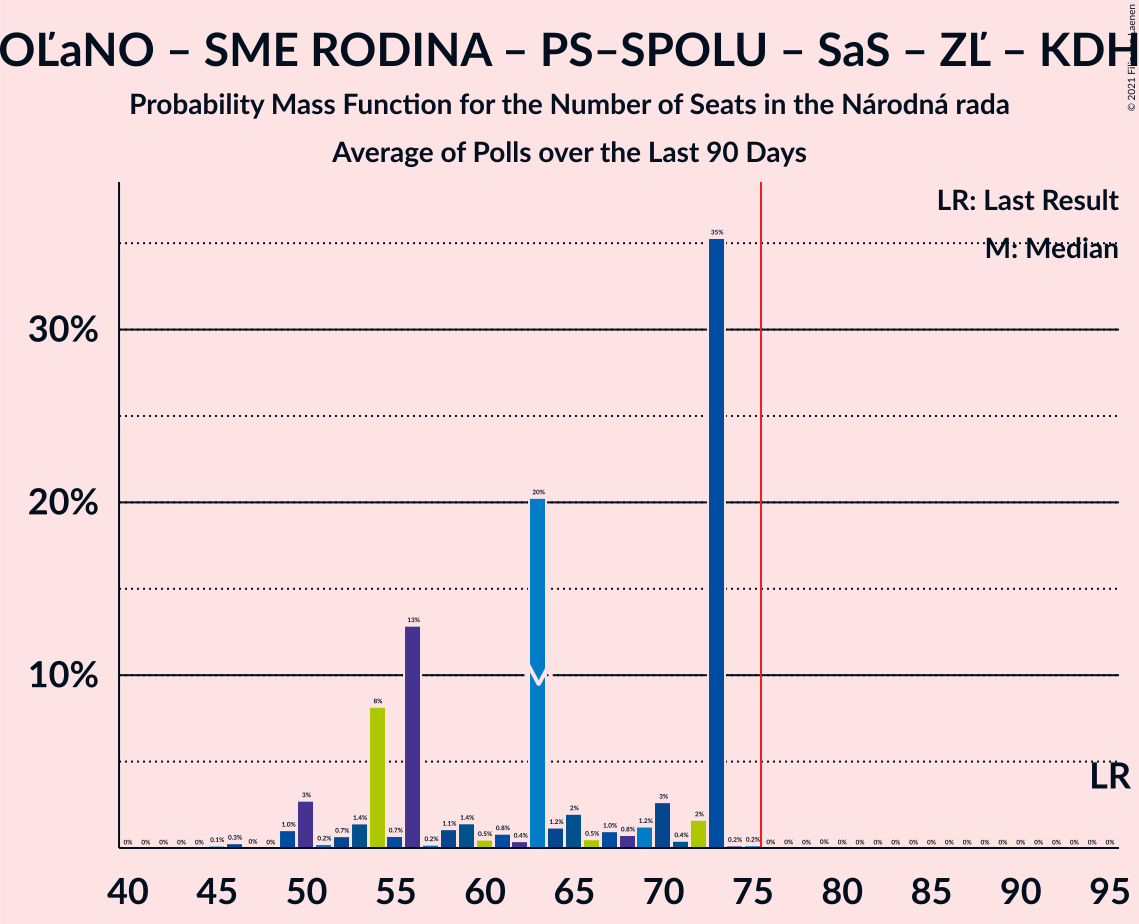 OĽaNO – SME RODINA – PS–SPOLU – SaS – ZĽ – KDH
Probability Mass Function for the Number of Seats in the Národná rada
Average of Polls over the Last 90 Days
© 2021 Filip Laenen
LR: Last Result
M: Median
30%
20%
10%
0% 0% 0% 0% 0% 0.1% 0.3% 0% 0% 1.0% 3% 0.2% 0.7% 1.4% 8% 0.7% 13% 0.2% 1.1% 1.4% 0.5% 0.8% 0.4% 20% 1.2% 2% 0.5% 1.0% 0.8% 1.2% 3% 0.4% 2% 35% 0.2% 0.2% 0% 0% 0% 0% 0% 0% 0% 0% 0% 0% 0% 0% 0% 0% 0% 0% 0% 0% 0% 0%
M
LR
40 45 50 55 60 65 70 75 80 85 90 95